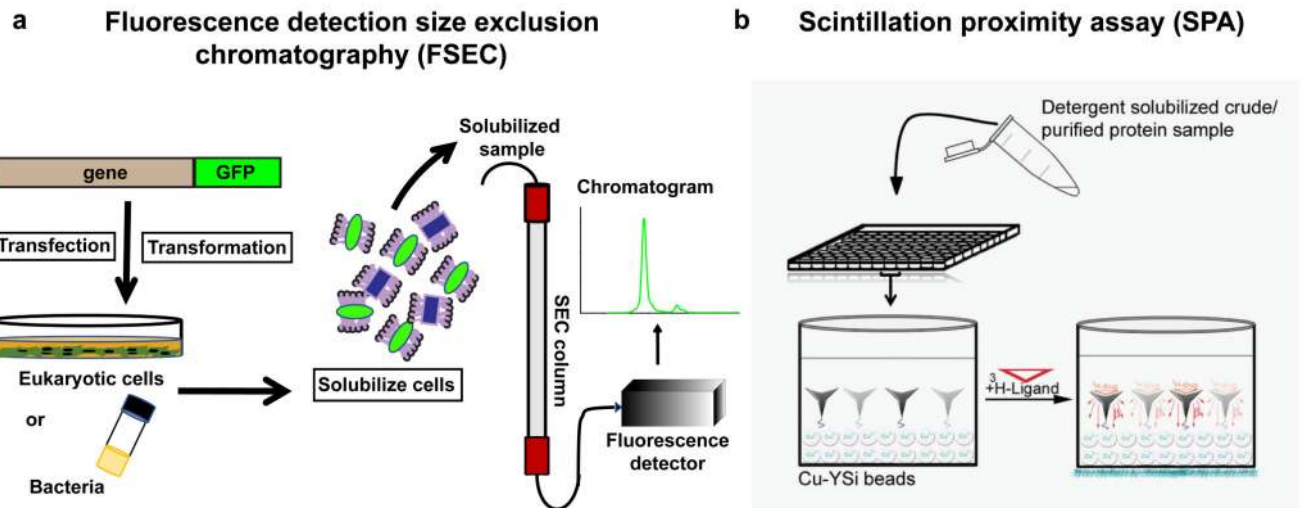 a
Fluorescence detection size exclusion
chromatography (FSEC)
gene
GFP
Transfection
Transformation
Eukaryotic cells
or
Bacteria
Solubilize cells
Solubilized
sample
SEC column
Chromatogram
Fluorescence
detector
b
Scintillation proximity assay (SPA)
Detergent solubilized crude/
purified protein sample
Cu-YSi beads
3
+H-Ligand